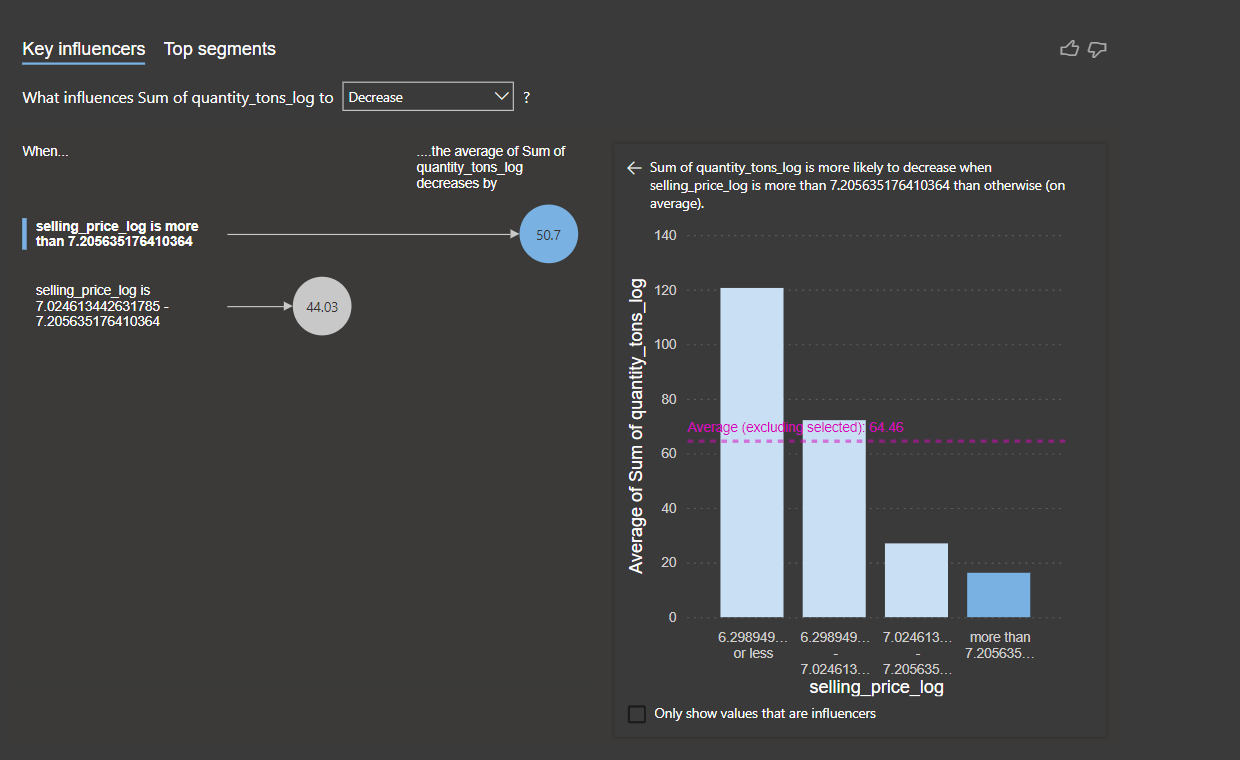 Key influencers Top segments
What influences Sum of quantity_tons_log to Decrease ?
When...
....the average of Sum of
quantity_tons_log
decreases by
selling_price_log is more
than 7.205635176410364
50.7
selling_price_log is
7.024613442631785 -
7.205635176410364
44.03
Sum of quantity_tons_log is more likely to decrease when
selling_price_log is more than 7.205635176410364 than otherwise (on
average).
Average of Sum of quantity_tons_log
140
120
100
80
60
40
20
0
Average (excluding selected): 64.46
6.298949...
or less
6.298949...
-
7.024613...
7.024613...
-
7.205635...
more than
7.205635...
selling_price_log
Only show values that are influencers